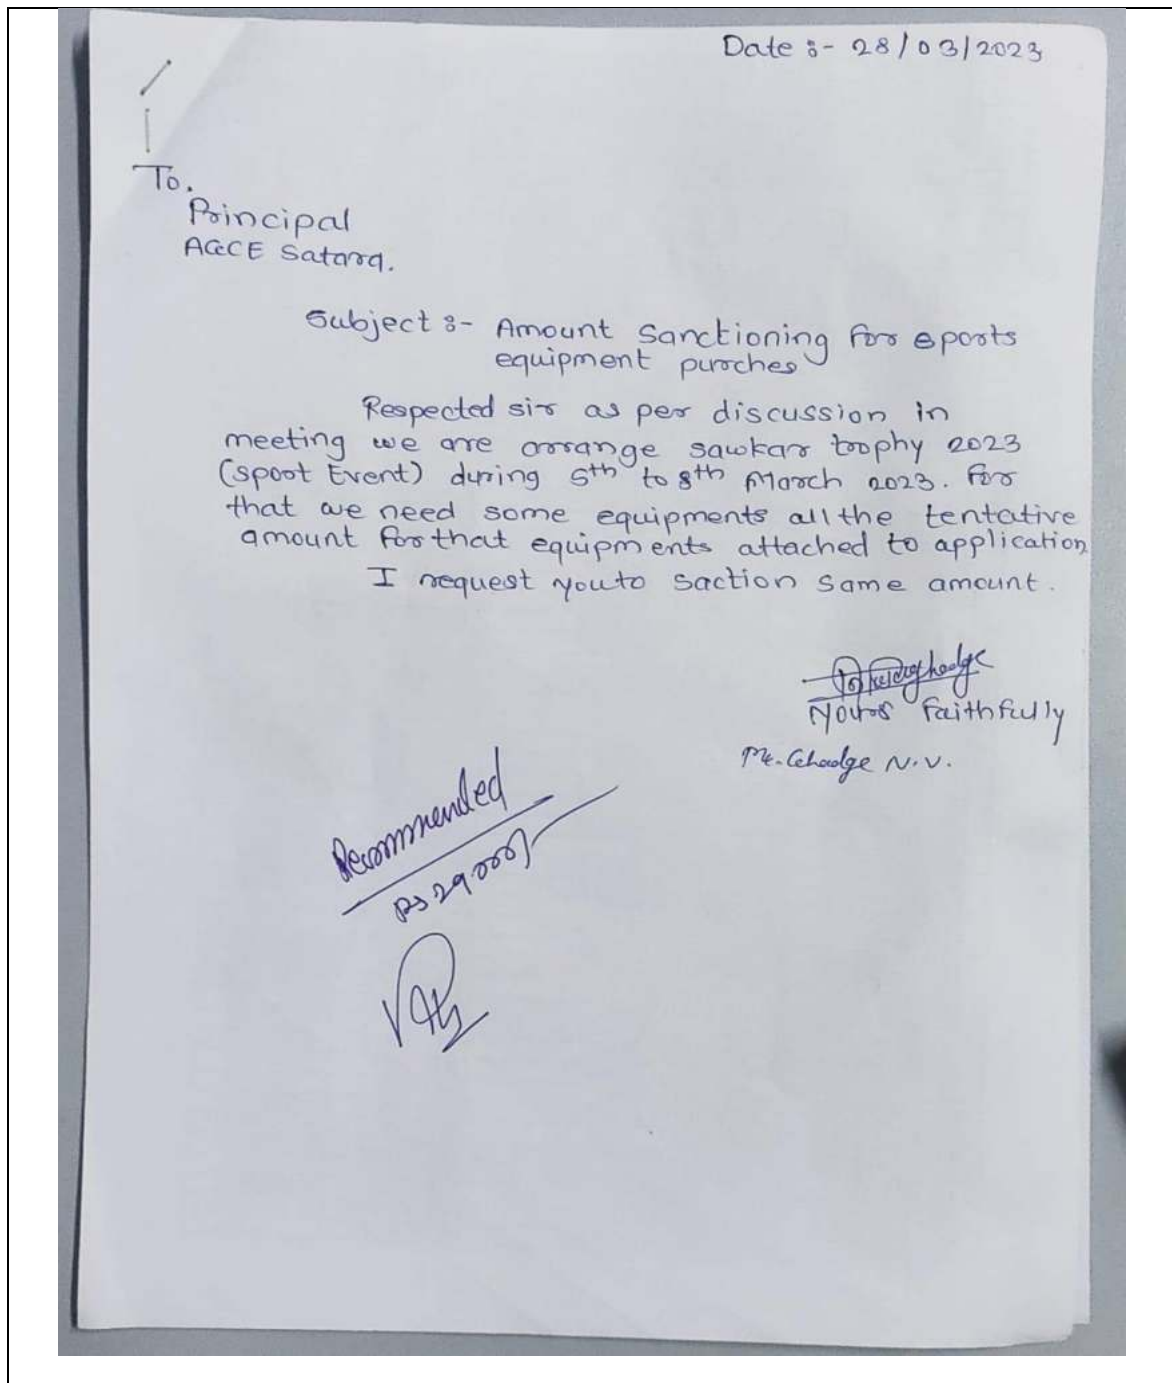 Date :- 28/03/2023
To.
Principal
AGCE Satara.
Subject :- Amount Sanctioning for sports
equipment purches
Respected sir as per discussion in
meeting we are arrange sawkar trophy 2023
(sport Event) during 5th to 8th March 2023. for
that we need some equipments all the tentative
amount for that equipments attached to application
I request you to saction same amount.
Yours faithfully
Mr. Ghadge N.V.
Recommended
Rs 29000/-